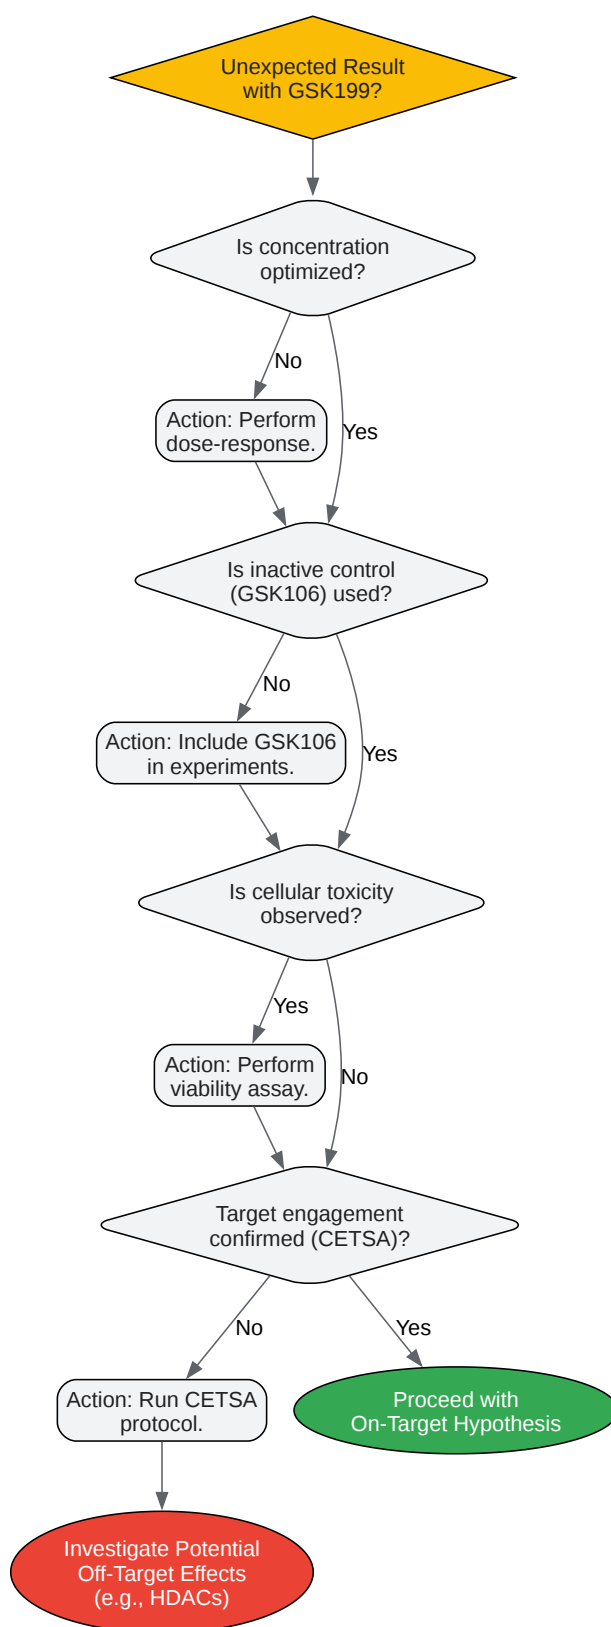 Unexpected Result
with GSK199?
Is concentration
optimized?
No
Action: Perform
dose-response.
Yes
Is inactive control
(GSK106) used?
No
Action: Include GSK106
in experiments.
Yes
Is cellular toxicity
observed?
Yes
Action: Perform
viability assay.
No
Target engagement
confirmed (CETSA)?
No
Yes
Action: Run CETSA
protocol.
Proceed with
On-Target Hypothesis
Investigate Potential
Off-Target Effects
(e.g., HDACs)